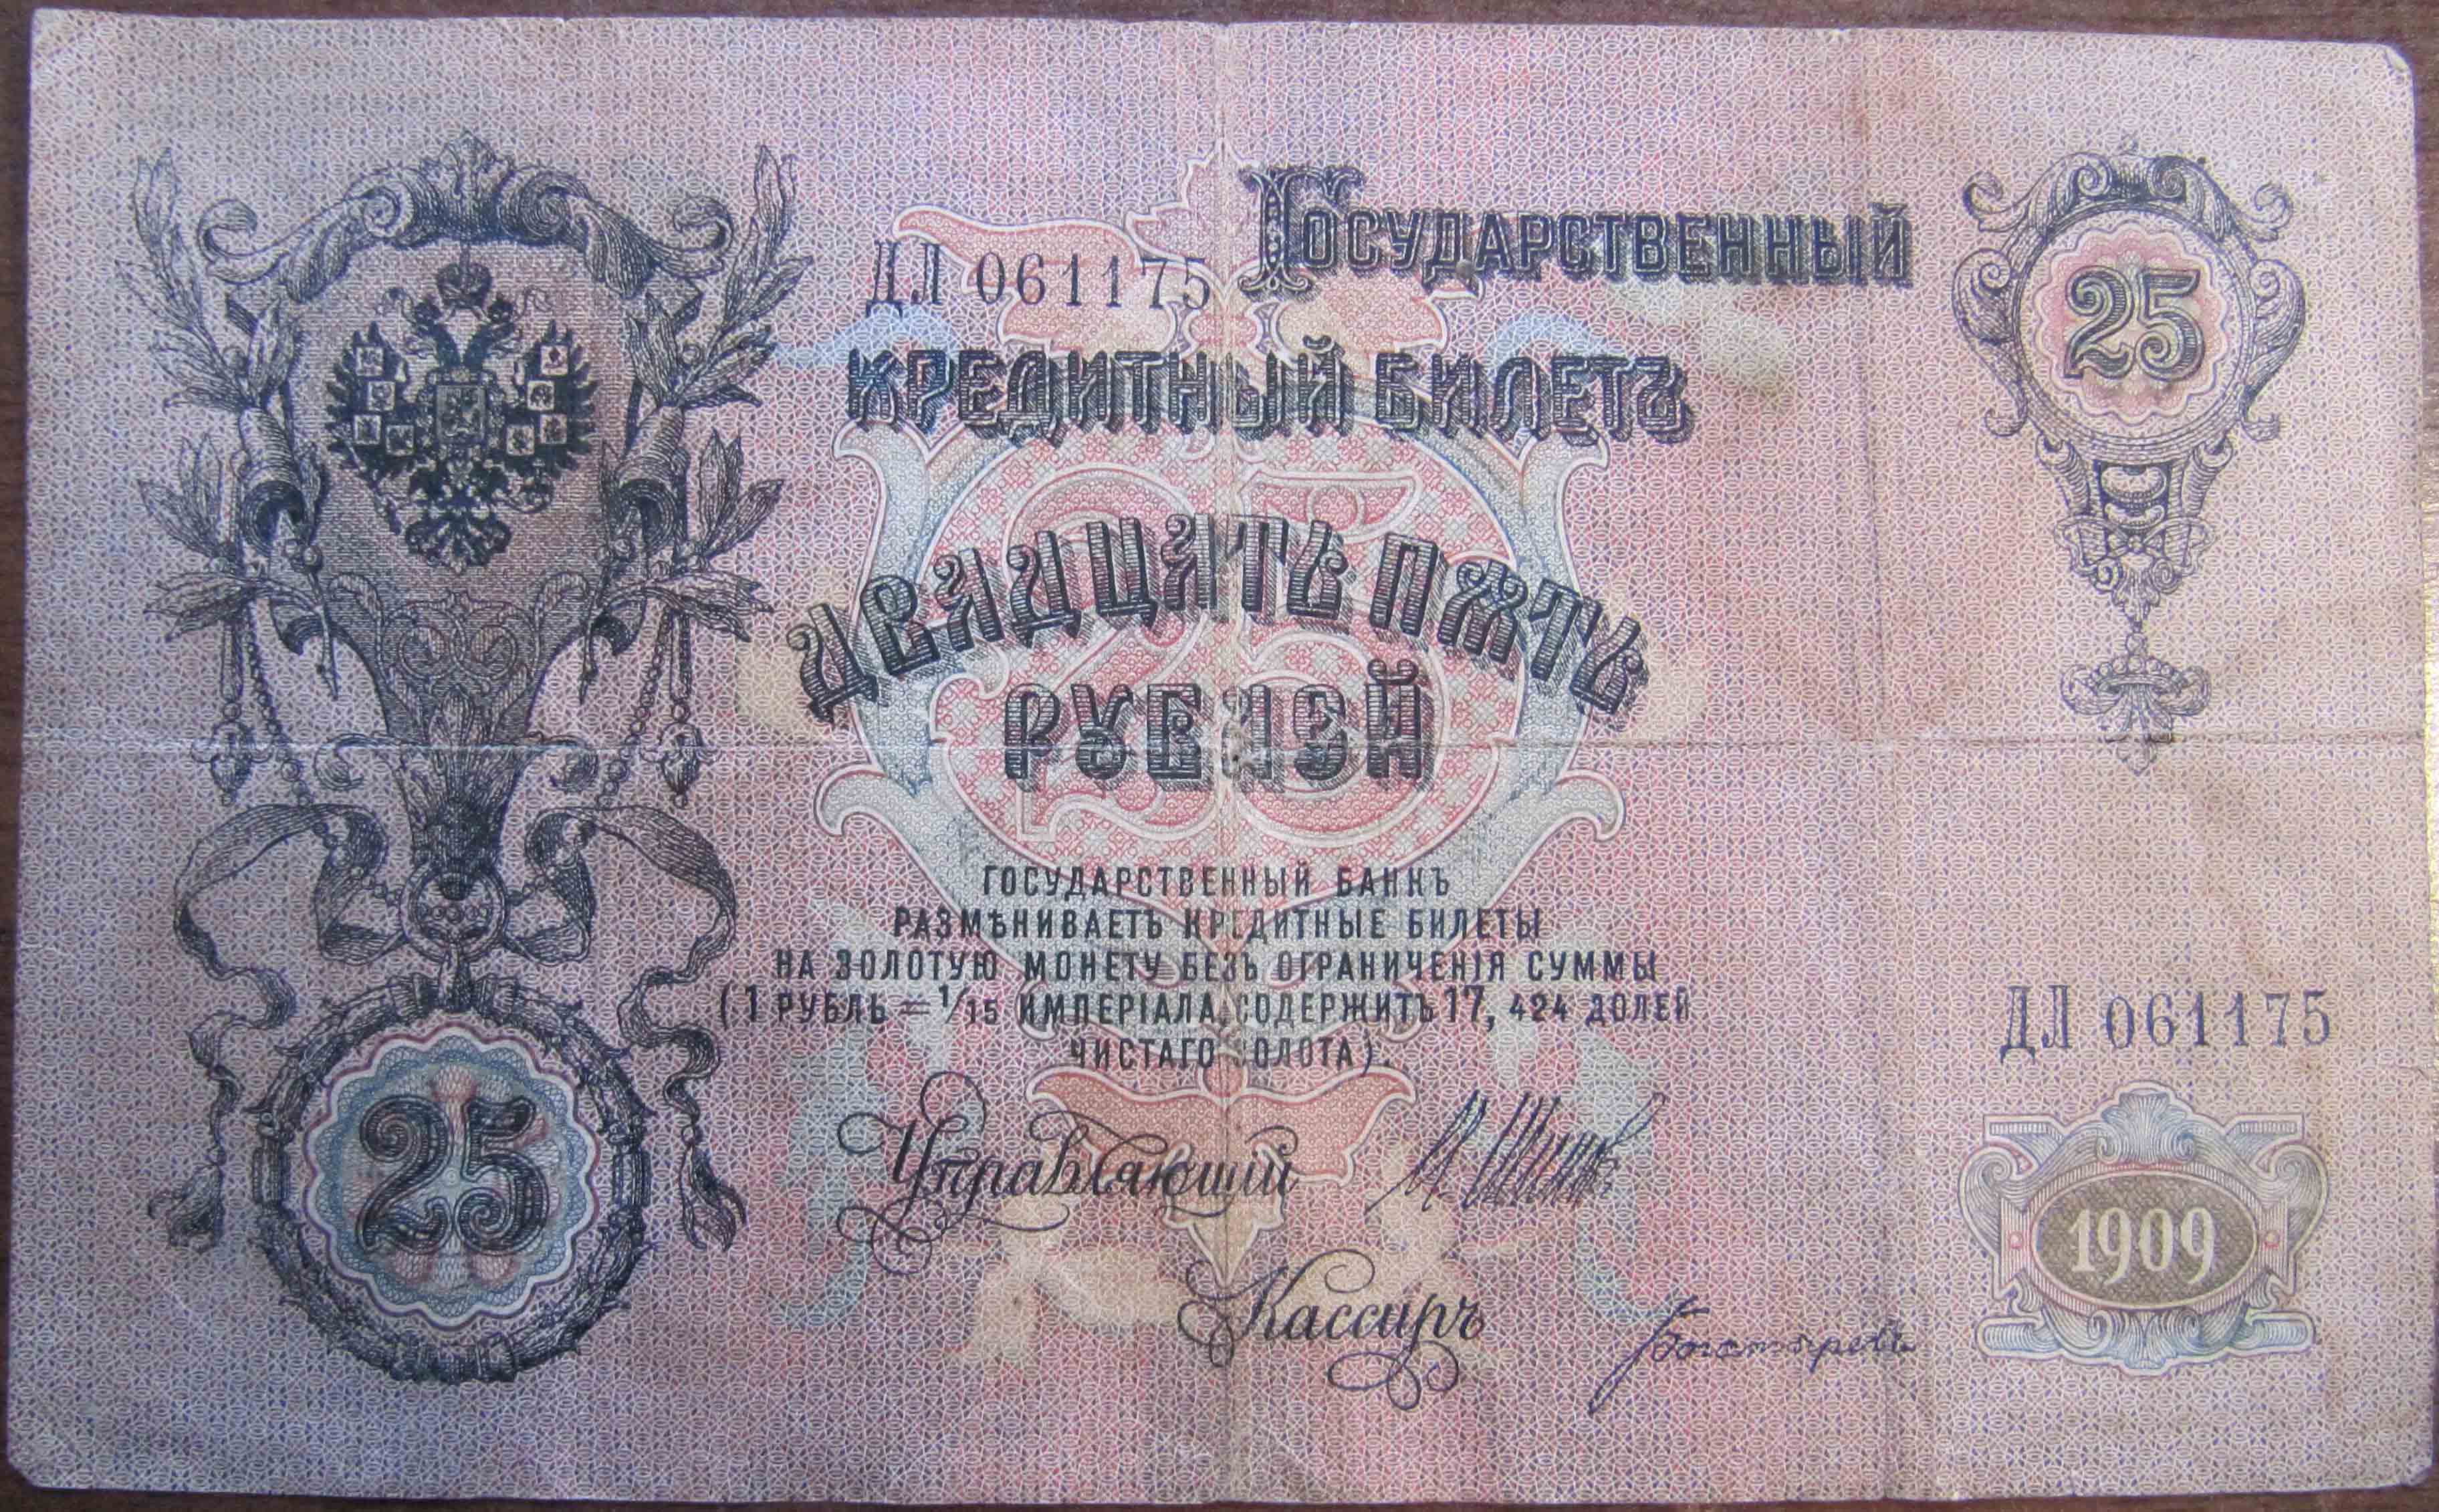 ДЛ 061175
Государственный
25
КРЕДИТНЫЙ БИЛЕТЪ
ДВАДЦАТЬ ПЯТЬ
РУБЛЕЙ
ГОСУДАРСТВЕННЫЙ БАНКЪ
РАЗМѢНИВАЕТЪ КРЕДИТНЫЕ БИЛЕТЫ
НА ЗОЛОТУЮ МОНЕТУ БЕЗЪ ОГРАНИЧЕНІЯ СУММЫ
(1 РУБЛЬ = 1/15 ИМПЕРІАЛА, СОДЕРЖИТЪ 17, 424 ДОЛЕЙ
ЧИСТАГО ЗОЛОТА).
ДЛ 061175
25
Управляющій
1909
Кассиръ